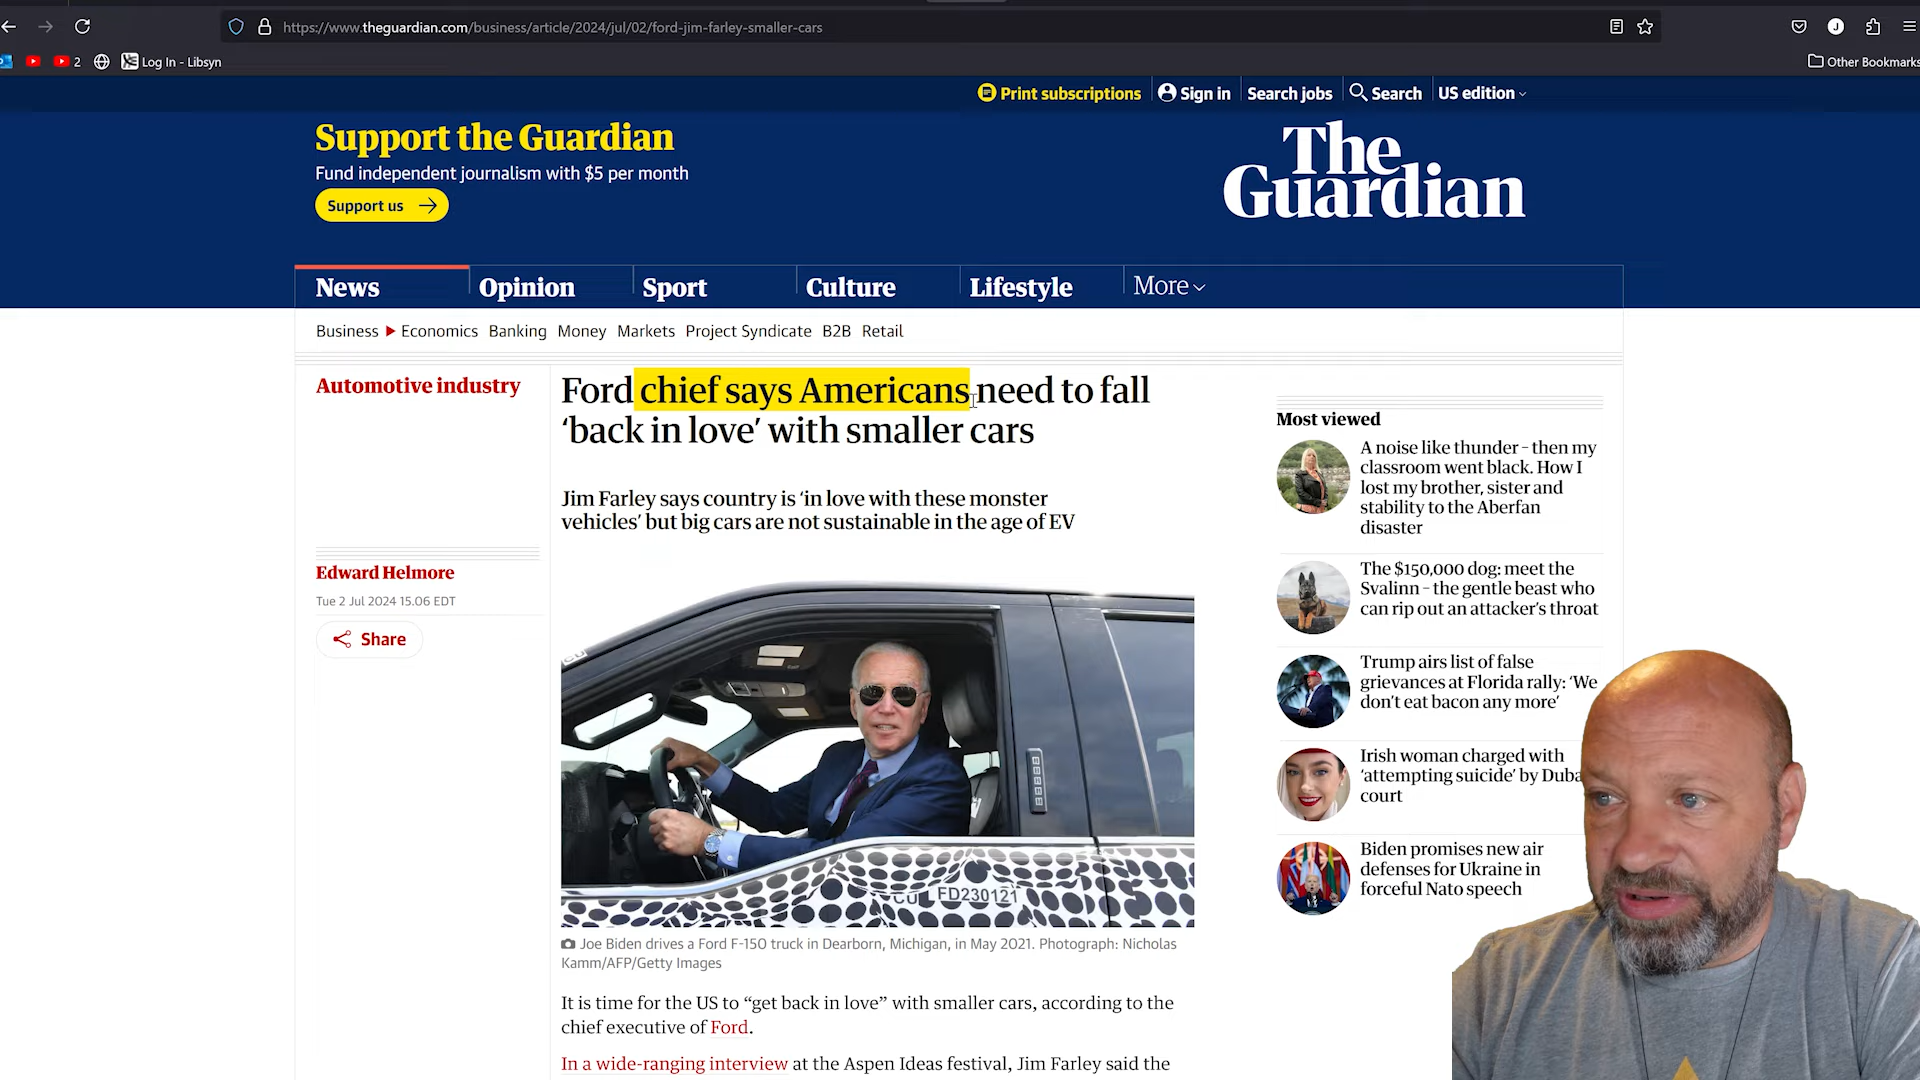 https://www.theguardian.com/business/article/2024/jul/02/ford-jim-farley-smaller-cars
J
2
Log In - Libsyn
Other Bookmarks
Print subscriptions
Sign in
Search jobs
Search
US edition
Support the Guardian
Fund independent journalism with $5 per month
Support us
The
Guardian
News
Opinion
Sport
Culture
Lifestyle
More
Business
Economics
Banking
Money
Markets
Project Syndicate
B2B
Retail
Automotive industry
Edward Helmore
Tue 2 Jul 2024 15.06 EDT
Share
Ford chief says Americans need to fall
‘back in love’ with smaller cars
Jim Farley says country is ‘in love with these monster
vehicles’ but big cars are not sustainable in the age of EV
FD230121
Joe Biden drives a Ford F-150 truck in Dearborn, Michigan, in May 2021. Photograph: Nicholas
Kamm/AFP/Getty Images
It is time for the US to “get back in love” with smaller cars, according to the
chief executive of Ford.
In a wide-ranging interview at the Aspen Ideas festival, Jim Farley said the
Most viewed
A noise like thunder – then my
classroom went black. How I
lost my brother, sister and
stability to the Aberfan
disaster
The $150,000 dog: meet the
Svalinn – the gentle beast who
can rip out an attacker’s throat
Trump airs list of false
grievances at Florida rally: ‘We
don’t eat bacon any more’
Irish woman charged with
‘attempting suicide’ by Duba
court
Biden promises new air
defenses for Ukraine in
forceful Nato speech